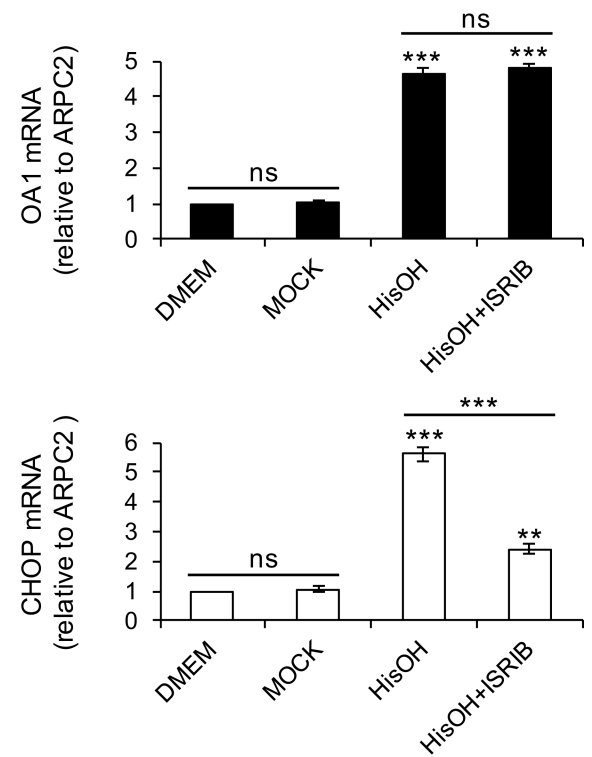 ns
*** ***
OA1 mRNA
(relative to ARPC2)
5
4
3
2
1
0
ns
DMEM MOCK HisOH HisOH+ISRIB
***
***
**
CHOP mRNA
(relative to ARPC2 )
6
5
4
3
2
1
0
ns
DMEM MOCK HisOH HisOH+ISRIB